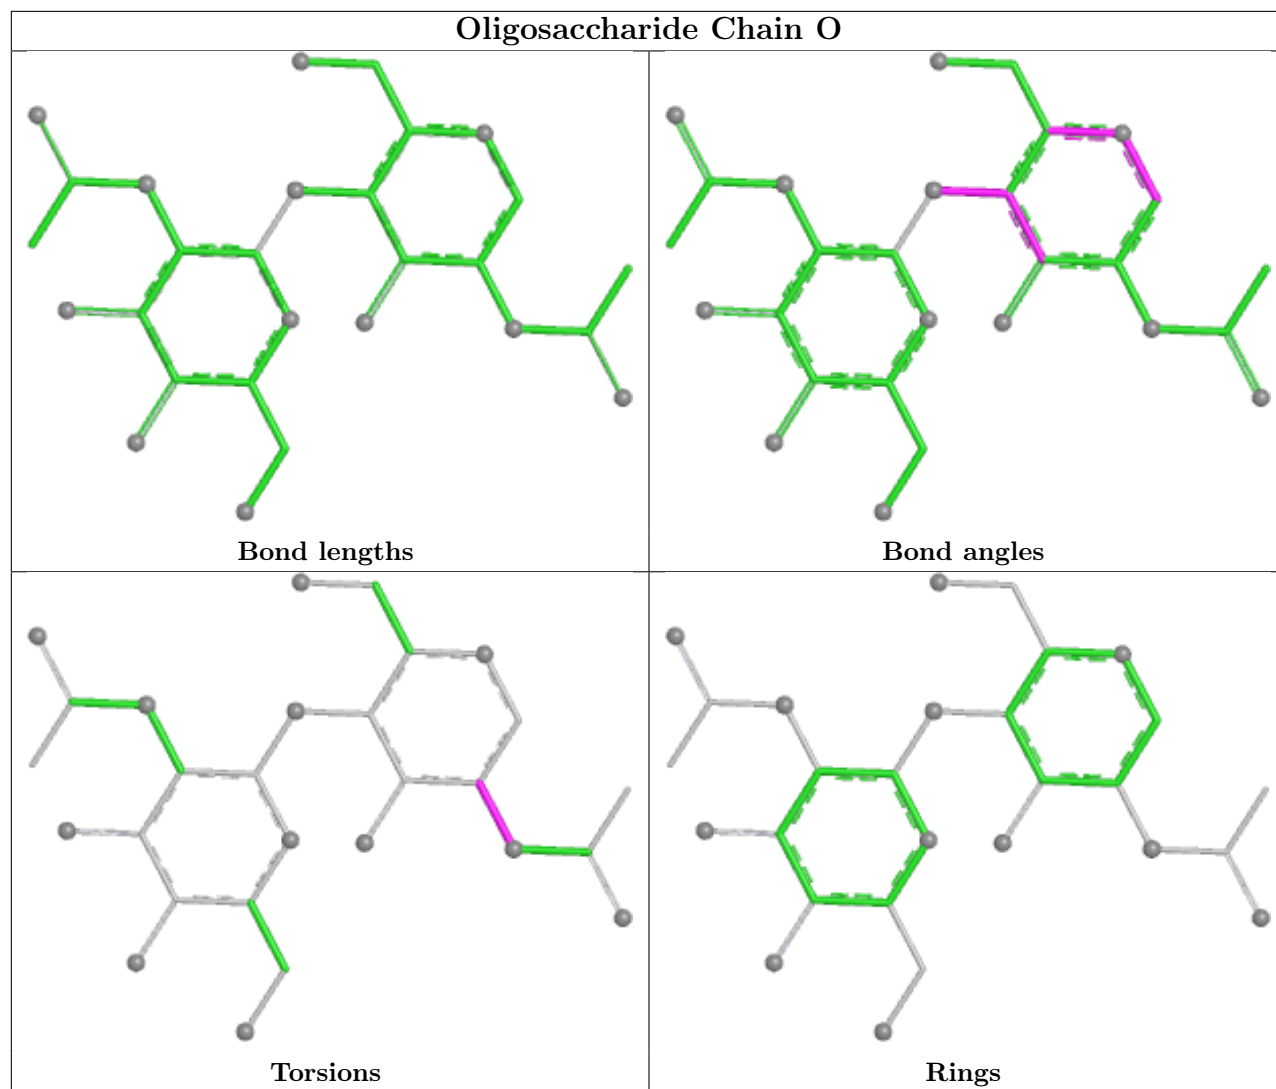 Oligosaccharide Chain O
Bond lengths
Bond angles
Torsions
Rings